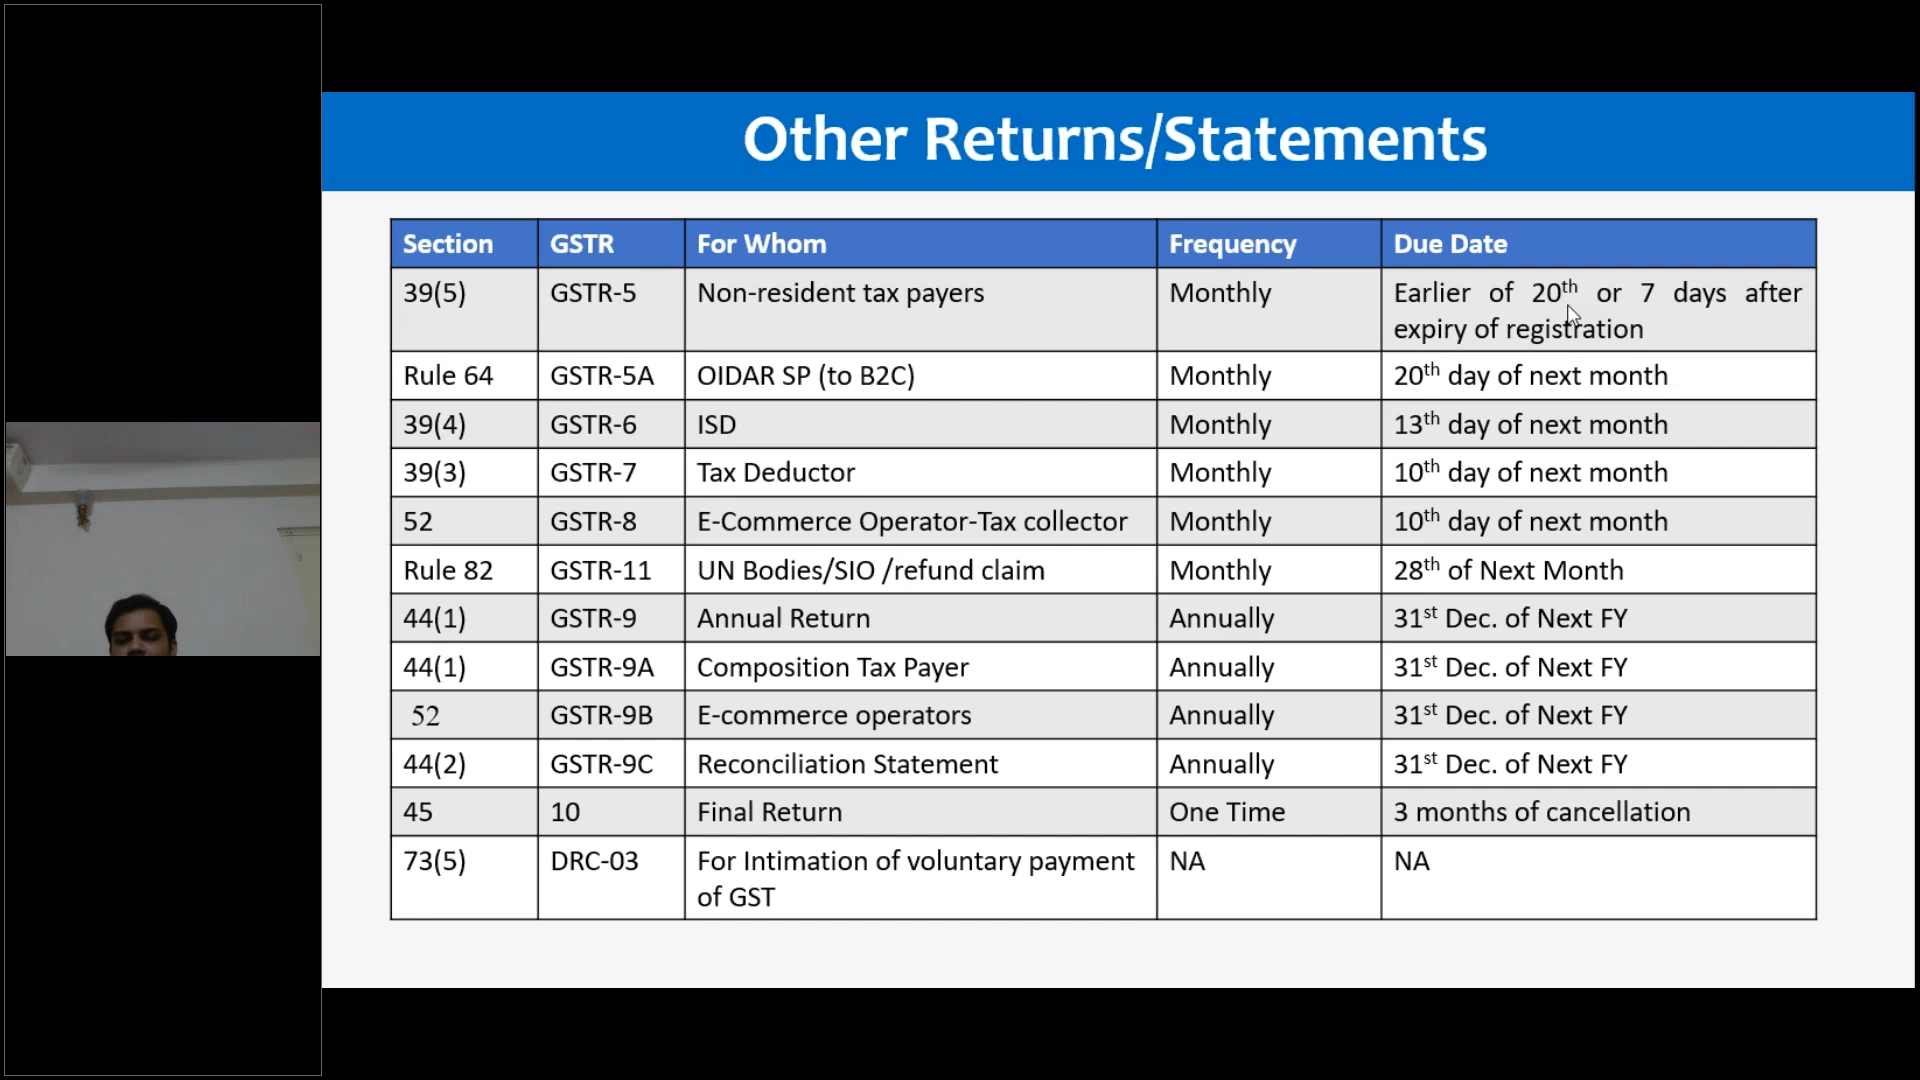 Other Returns/Statements
Section GSTR For Whom Frequency Due Date
39(5) GSTR-5 Non-resident tax payers Monthly Earlier of 20th or 7 days after
expiry of registration
Rule 64 GSTR-5A OIDAR SP (to B2C) Monthly 20th day of next month
39(4) GSTR-6 ISD Monthly 13th day of next month
39(3) GSTR-7 Tax Deductor Monthly 10th day of next month
52 GSTR-8 E-Commerce Operator-Tax collector Monthly 10th day of next month
Rule 82 GSTR-11 UN Bodies/SIO /refund claim Monthly 28th of Next Month
44(1) GSTR-9 Annual Return Annually 31st Dec. of Next FY
44(1) GSTR-9A Composition Tax Payer Annually 31st Dec. of Next FY
52 GSTR-9B E-commerce operators Annually 31st Dec. of Next FY
44(2) GSTR-9C Reconciliation Statement Annually 31st Dec. of Next FY
45 10 Final Return One Time 3 months of cancellation
73(5) DRC-03 For Intimation of voluntary payment NA NA
of GST